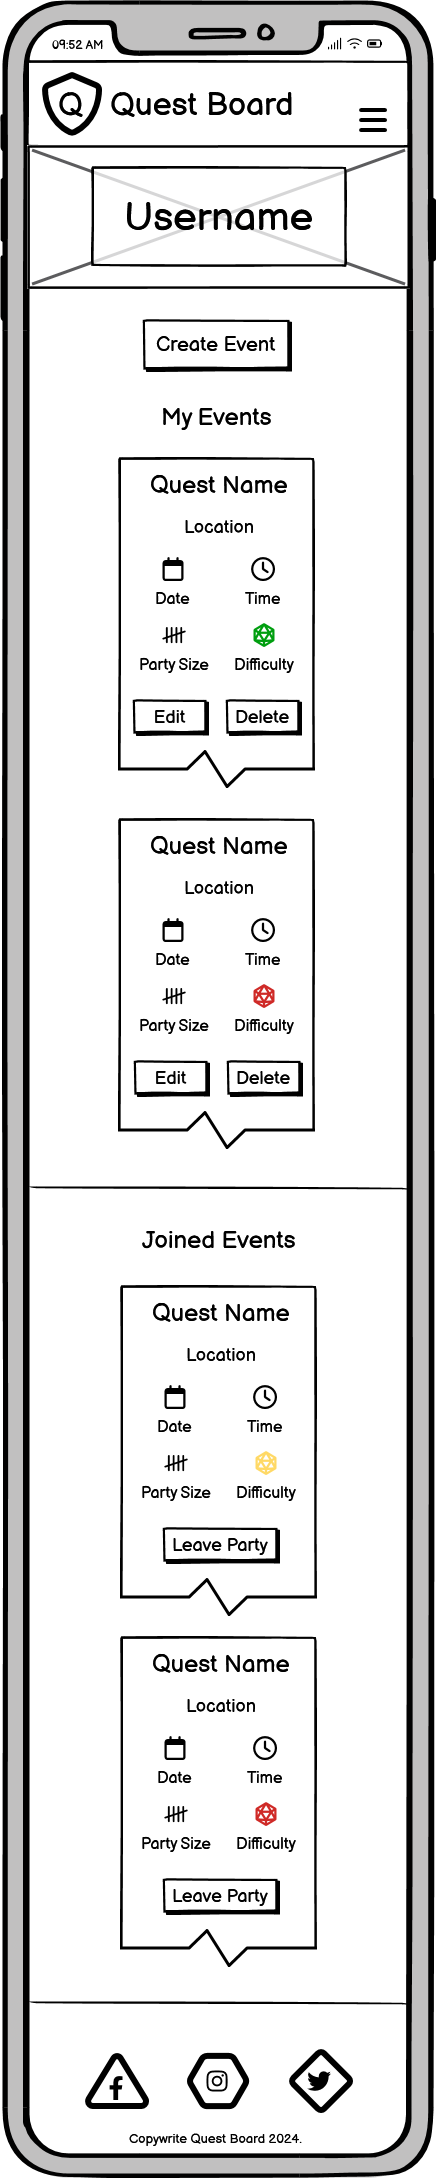 09:52 AM
Q Quest Board
Username
Create Event
My Events
Quest Name
Location
Date Time
Party Size Difficulty
Edit Delete
Quest Name
Location
Date Time
Party Size Difficulty
Edit Delete
Joined Events
Quest Name
Location
Date Time
Party Size Difficulty
Leave Party
Quest Name
Location
Date Time
Party Size Difficulty
Leave Party
Copywrite Quest Board 2024.